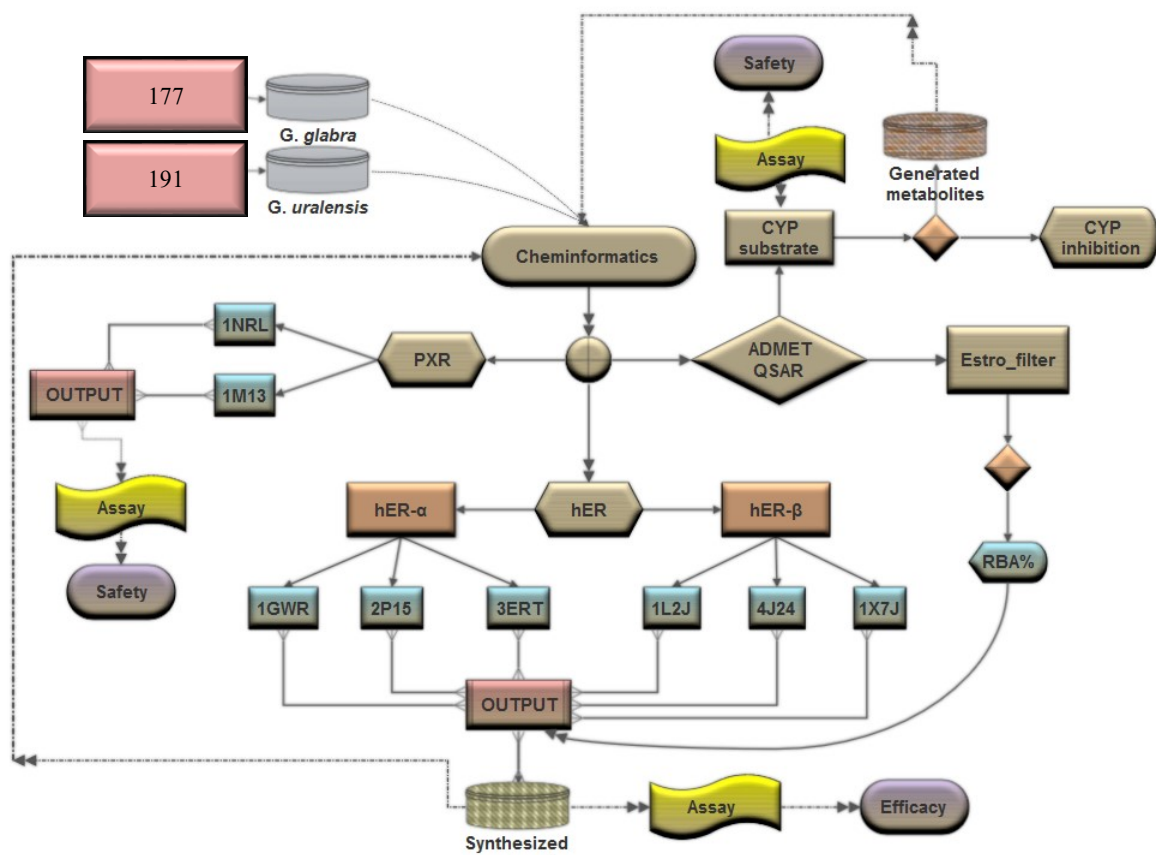 Safety
177
G. glabra
Assay
191
G. uralensis
Generated
metabolites
CYP
substrate
CYP
inhibition
Cheminformatics
1NRL
PXR
ADMET
QSAR
Estro_filter
OUTPUT
1M13
Assay
hER-α
hER
hER-β
RBA%
Safety
1GWR
2P15
3ERT
1L2J
4J24
1X7J
OUTPUT
Assay
Efficacy
Synthesized